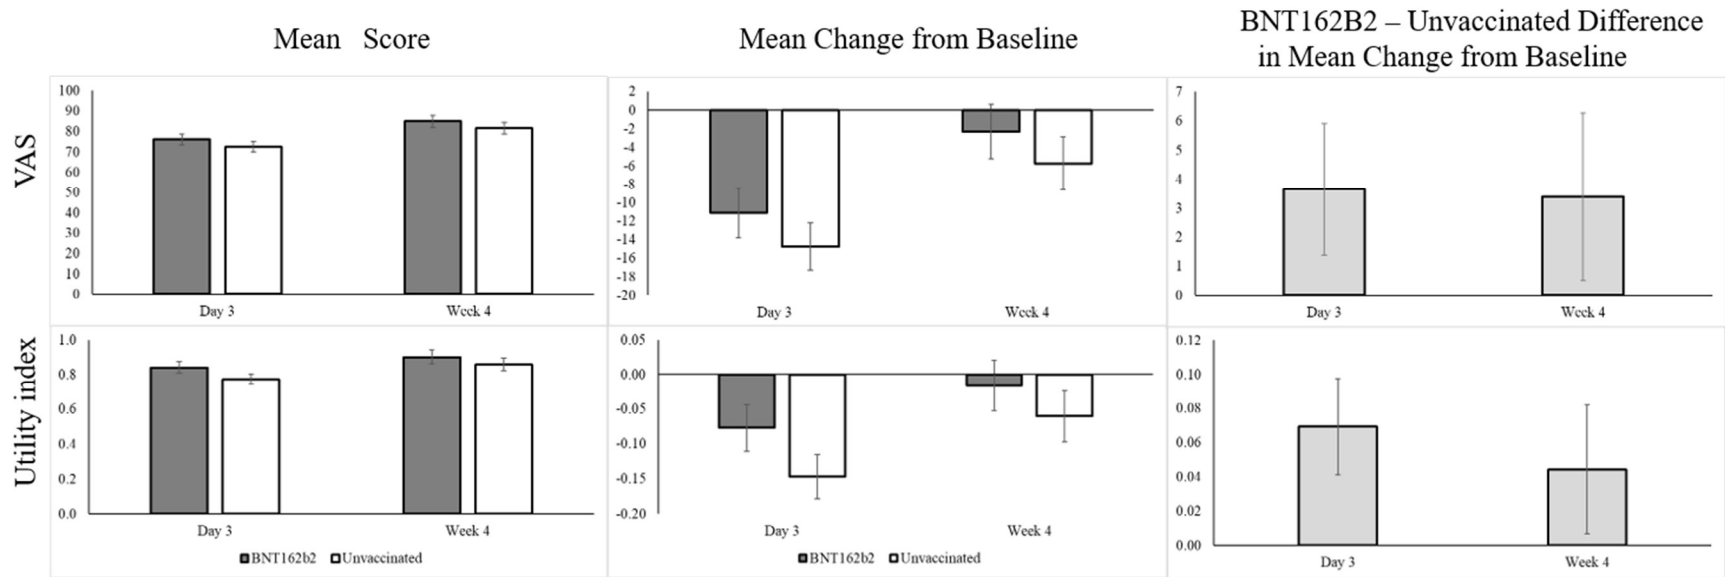 Mean Score
Mean Change from Baseline
BNT162B2 – Unvaccinated Difference
in Mean Change from Baseline
VAS
100
90
80
70
60
50
40
30
20
10
0
Day 3
Week 4
2
0
-2
-4
-6
-8
-10
-12
-14
-16
-18
-20
Day 3
Week 4
7
6
5
4
3
2
1
0
Day 3
Week 4
Utility index
1.0
0.8
0.6
0.4
0.2
0.0
Day 3
Week 4
BNT162b2 Unvaccinated
0.05
0.00
-0.05
-0.10
-0.15
-0.20
Day 3
Week 4
BNT162b2 Unvaccinated
0.12
0.10
0.08
0.06
0.04
0.02
0.00
Day 3
Week 4